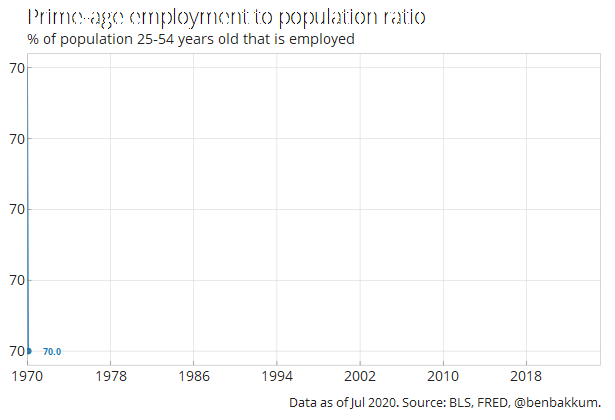 Prime-age employment to population ratio
% of population 25-54 years old that is employed
70
70
70
70
70
70.0
1970 1978 1986 1994 2002 2010 2018
Data as of Jul 2020. Source: BLS, FRED, @benbakkum.